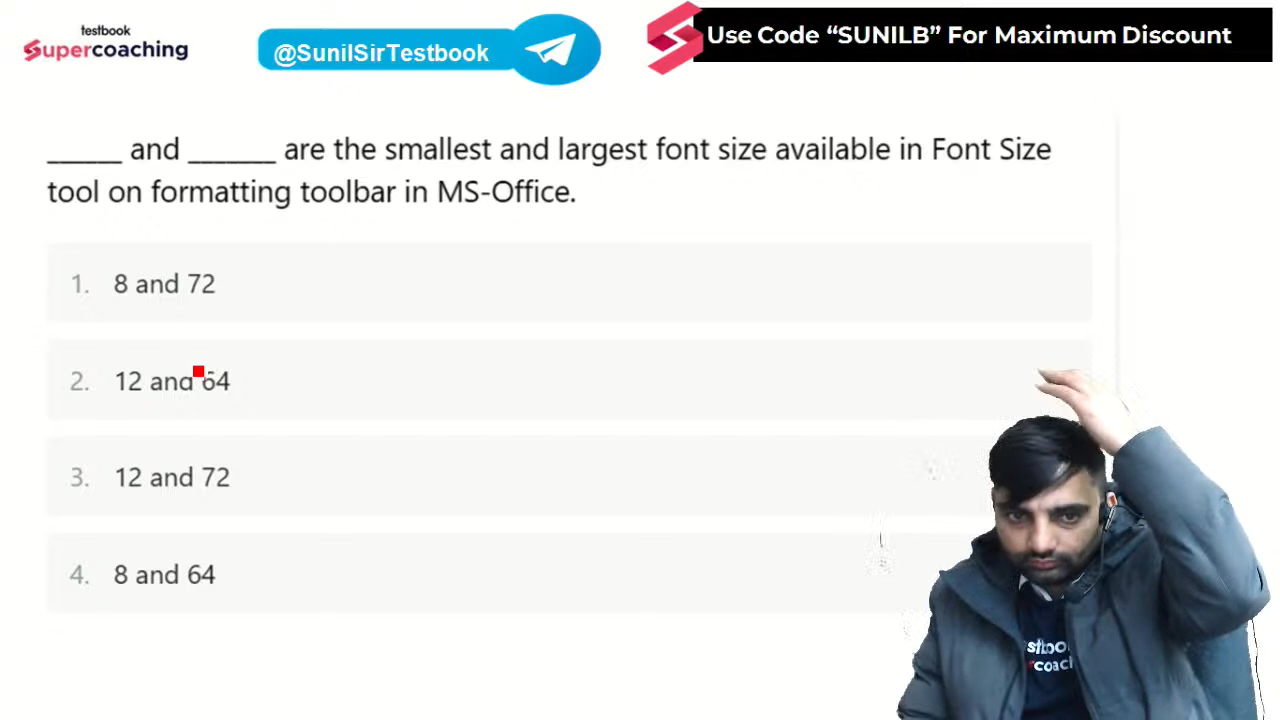 testbook
Supercoaching
@SunilSirTestbook
Use Code “SUNILB” For Maximum Discount
______ and _______ are the smallest and largest font size available in Font Size
tool on formatting toolbar in MS-Office.
1. 8 and 72
2. 12 and 64
3. 12 and 72
4. 8 and 64